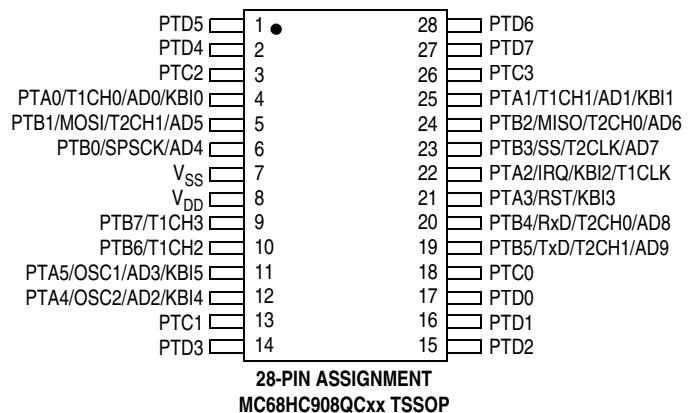 PTD5 1 28 PTD6
PTD4 2 27 PTD7
PTC2 3 26 PTC3
PTA0/T1CH0/AD0/KBI0 4 25 PTA1/T1CH1/AD1/KBI1
PTB1/MOSI/T2CH1/AD5 5 24 PTB2/MISO/T2CH0/AD6
PTB0/SPSCK/AD4 6 23 PTB3/SS/T2CLK/AD7
VSS 7 22 PTA2/IRQ/KBI2/T1CLK
VDD 8 21 PTA3/RST/KBI3
PTB7/T1CH3 9 20 PTB4/RxD/T2CH0/AD8
PTB6/T1CH2 10 19 PTB5/TxD/T2CH1/AD9
PTA5/OSC1/AD3/KBI5 11 18 PTC0
PTA4/OSC2/AD2/KBI4 12 17 PTD0
PTC1 13 16 PTD1
PTD3 14 15 PTD2
28-PIN ASSIGNMENT
MC68HC908QCxx TSSOP